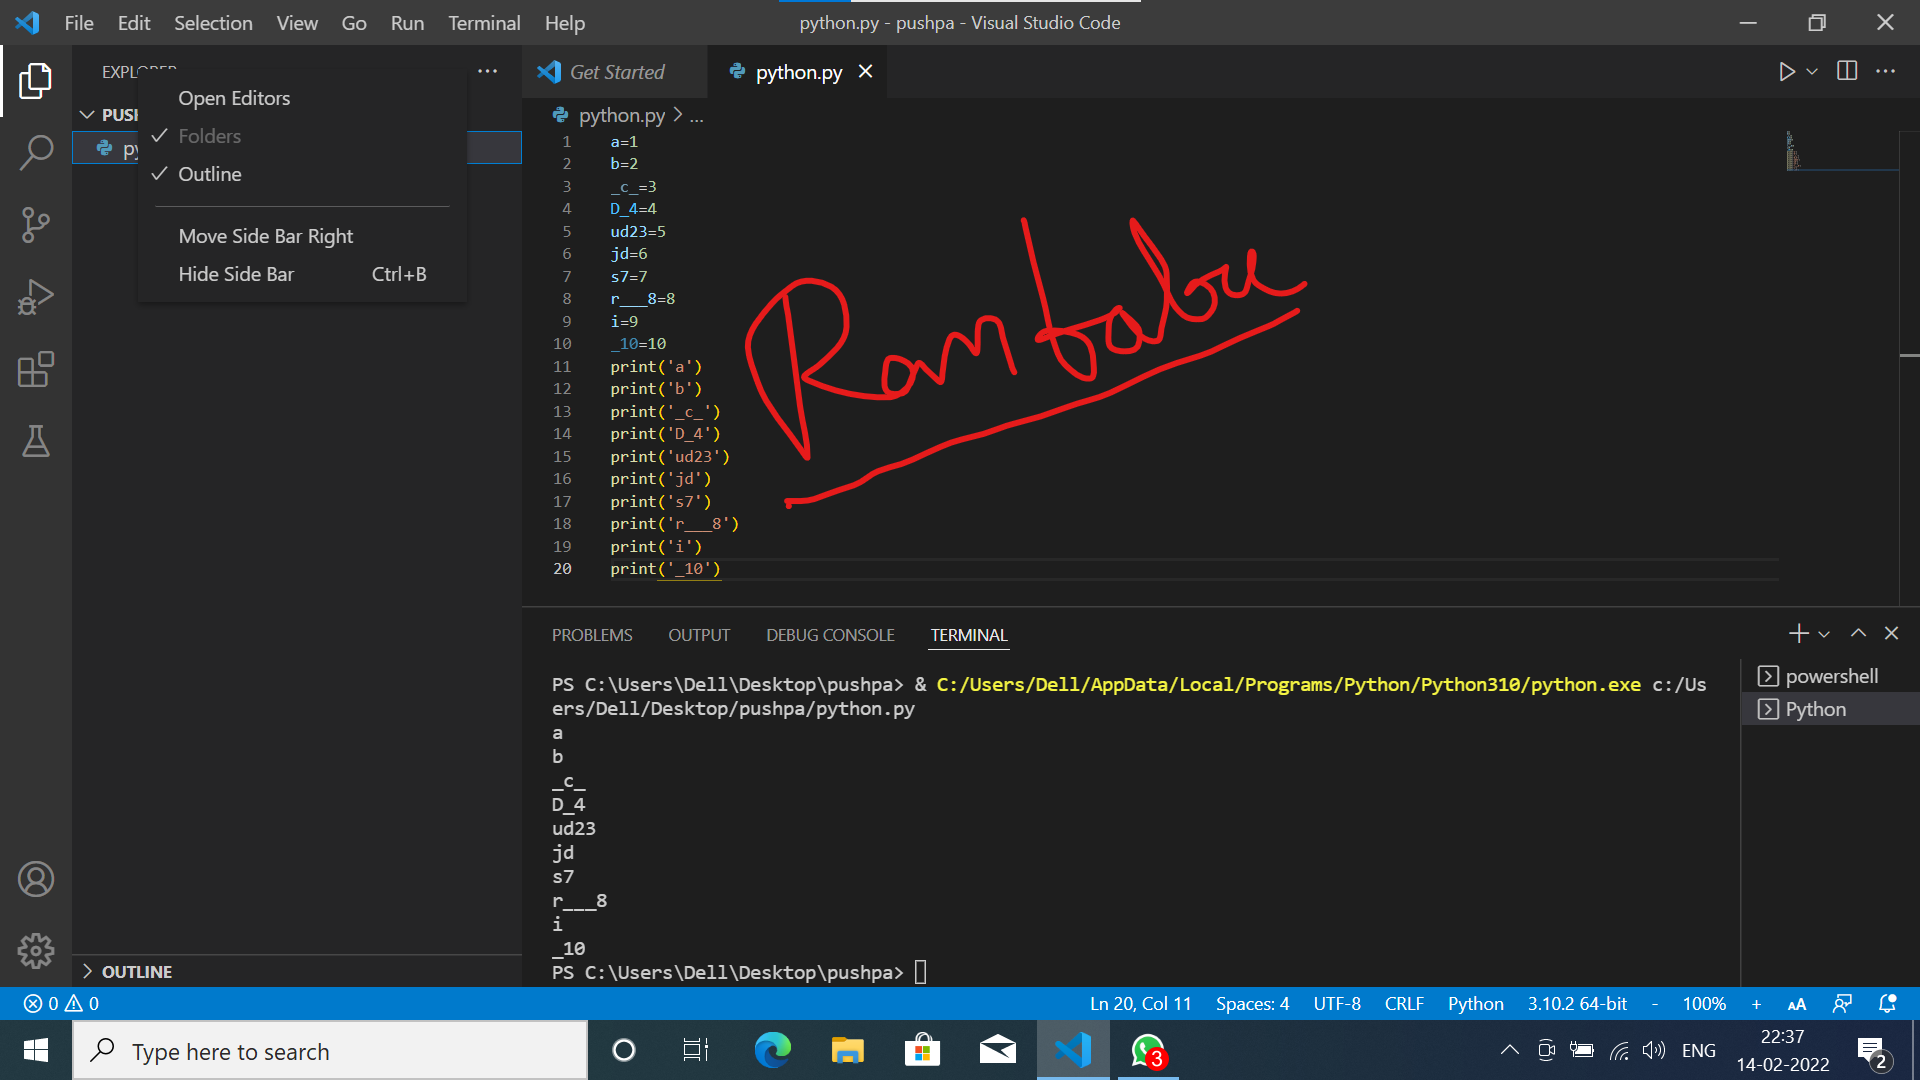 File Edit Selection View Go Run Terminal Help python.py - pushpa - Visual Studio Code
Get Started python.py
Open Editors
Folders
Outline
Move Side Bar Right
Hide Side Bar Ctrl+B
python.py > ...
1 a=1
2 b=2
3 _c_=3
4 D_4=4
5 ud23=5
6 jd=6
7 s7=7
8 r___8=8
9 i=9
10 _10=10
11 print('a')
12 print('b')
13 print('_c_')
14 print('D_4')
15 print('ud23')
16 print('jd')
17 print('s7')
18 print('r___8')
19 print('i')
20 print('_10')
PROBLEMS OUTPUT DEBUG CONSOLE TERMINAL
PS C:\Users\Dell\Desktop\pushpa> & C:/Users/Dell/AppData/Local/Programs/Python/Python310/python.exe c:/Us
ers/Dell/Desktop/pushpa/python.py
a
b
_c_
D_4
ud23
jd
s7
r___8
i
_10
PS C:\Users\Dell\Desktop\pushpa>
powershell
Python
OUTLINE
0 0 Ln 20, Col 11 Spaces: 4 UTF-8 CRLF Python 3.10.2 64-bit - 100% +
Type here to search
3
ENG
22:37
14-02-2022
2